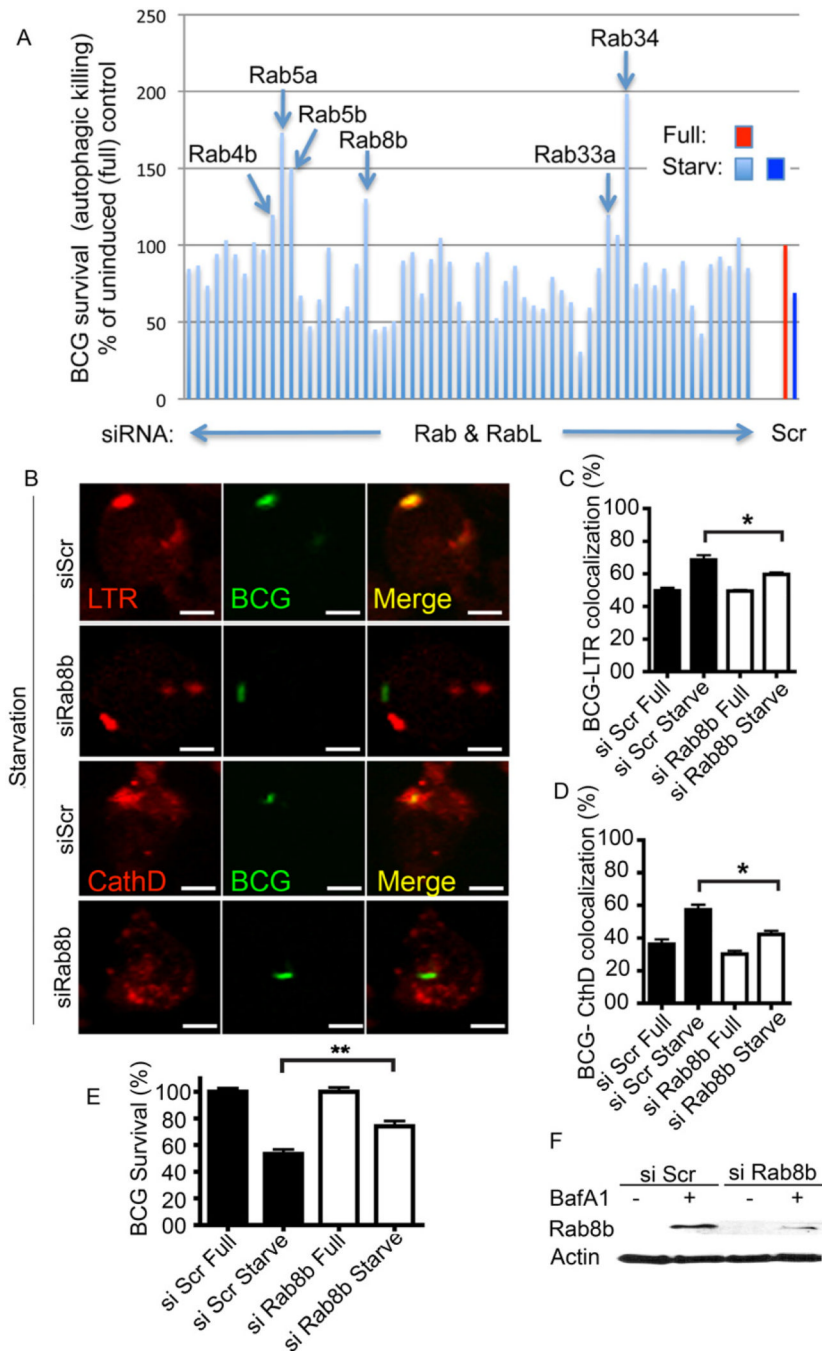 A
BCG survival (autophagic killing)
% of uninduced (full) control
250
200
150
100
50
0
Rab4b
Rab5a
Rab5b
Rab8b
Rab33a
Rab34
Full:
Starv:
siRNA:
Rab & RabL
Scr
B
Starvation
siScr
LTR
BCG
Merge
siRab8b
siScr
CathD
BCG
Merge
siRab8b
C
BCG-LTR colocalization (%)
100
80
60
40
20
00
*
si Scr Full
si Scr Starve
si Rab8b Full
si Rab8b Starve
D
BCG- CthD colocalization (%)
100
80
60
40
20
00
*
si Scr Full
si Scr Starve
si Rab8b Full
si Rab8b Starve
E
BCG Survival (%)
100
80
60
40
20
00
**
si Scr Full
si Scr Starve
si Rab8b Full
si Rab8b Starve
F
si Scr si Rab8b
BafA1 - + - +
Rab8b
Actin